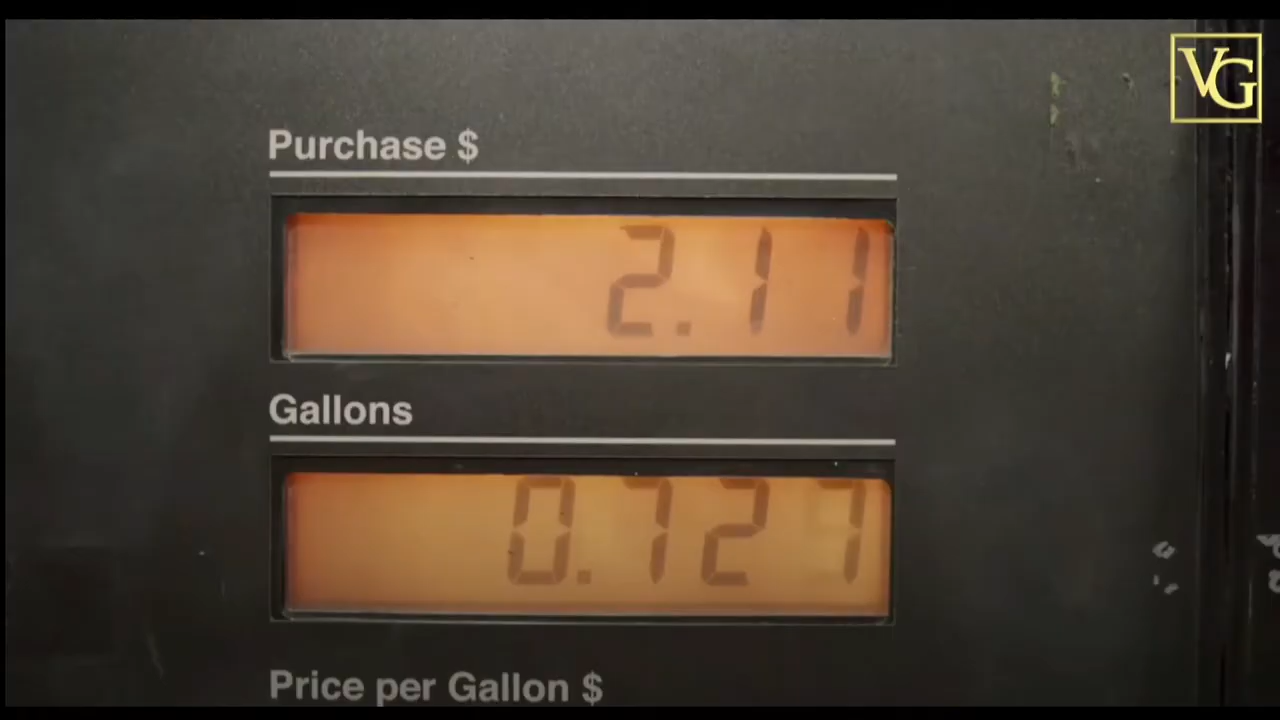 VG
Purchase $
2.11
Gallons
0.727
Price per Gallon $